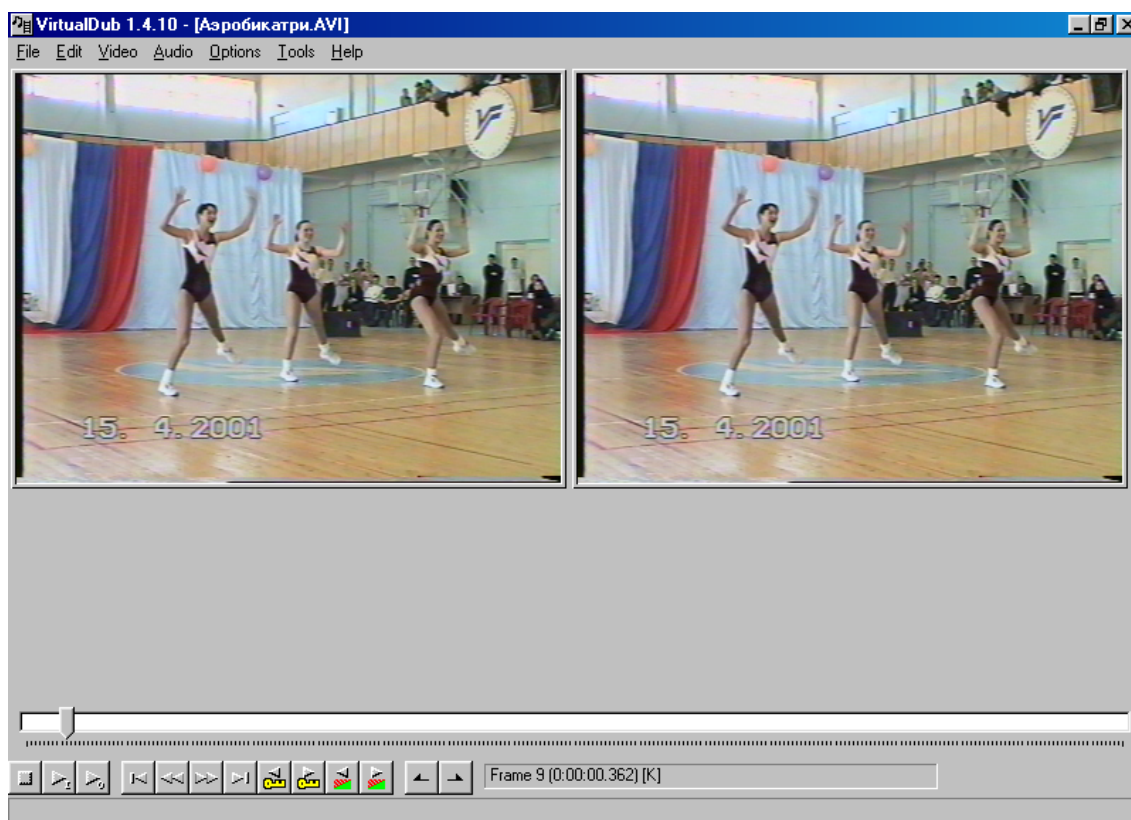 VirtualDub 1.4.10 - [Аэробикатри.AVI]
File Edit Video Audio Options Tools Help
15. 4.2001
15. 4.2001
Frame 9 (0:00:00.362) [K]